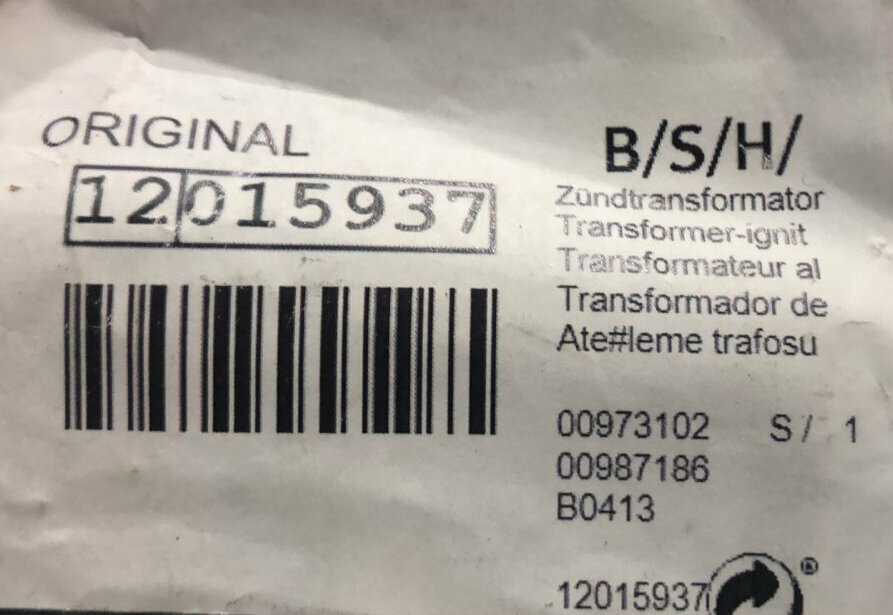 ORIGINAL
12015937
B/S/H/
Zündtransformator
Transformer-ignit
Transformateur al
Transformador de
Ate#leme trafosu
00973102 S / 1
00987186
B0413
12015937
®